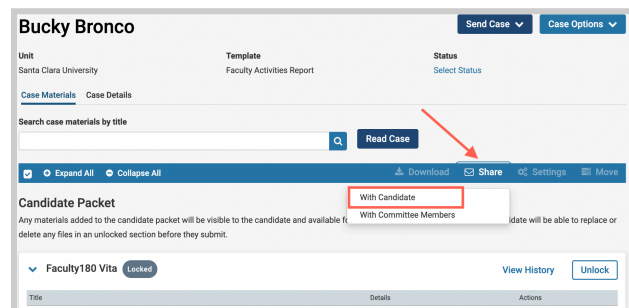 Bucky Bronco
Send Case
Case Options
Unit
Template
Status
Santa Clara University
Faculty Activities Report
Select Status
Case Materials
Case Details
Search case materials by title
Read Case
Expand All
Collapse All
Download
Share
Settings
Move
With Candidate
With Committee Members
Candidate Packet
Any materials added to the candidate packet will be visible to the candidate and available fo
idate will be able to replace or
delete any files in an unlocked section before they submit.
Faculty180 Vita
Locked
View History
Unlock
Title
Details
Actions